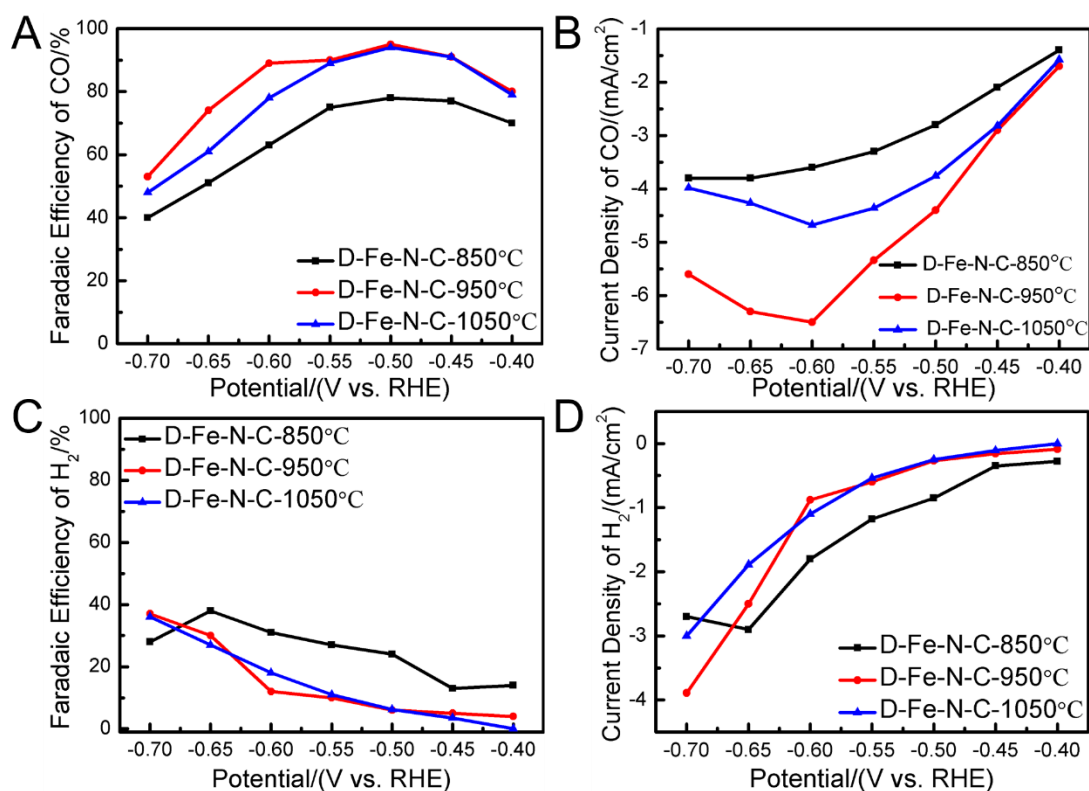 A
Faradaic Efficiency of CO/%
100
80
60
40
20
0
D-Fe-N-C-850°C
D-Fe-N-C-950°C
D-Fe-N-C-1050°C
-0.70 -0.65 -0.60 -0.55 -0.50 -0.45 -0.40
Potential/(V vs. RHE)
B
Current Density of CO/(mA/cm²)
-1
-2
-3
-4
-5
-6
-7
D-Fe-N-C-850°C
D-Fe-N-C-950°C
D-Fe-N-C-1050°C
-0.70 -0.65 -0.60 -0.55 -0.50 -0.45 -0.40
Potential/(V vs. RHE)
C
Faradaic Efficiency of H₂/%
100
80
60
40
20
0
D-Fe-N-C-850°C
D-Fe-N-C-950°C
D-Fe-N-C-1050°C
-0.70 -0.65 -0.60 -0.55 -0.50 -0.45 -0.40
Potential/(V vs. RHE)
D
Current Density of H₂/(mA/cm²)
0
-1
-2
-3
-4
D-Fe-N-C-850°C
D-Fe-N-C-950°C
D-Fe-N-C-1050°C
-0.70 -0.65 -0.60 -0.55 -0.50 -0.45 -0.40
Potential/(V vs. RHE)